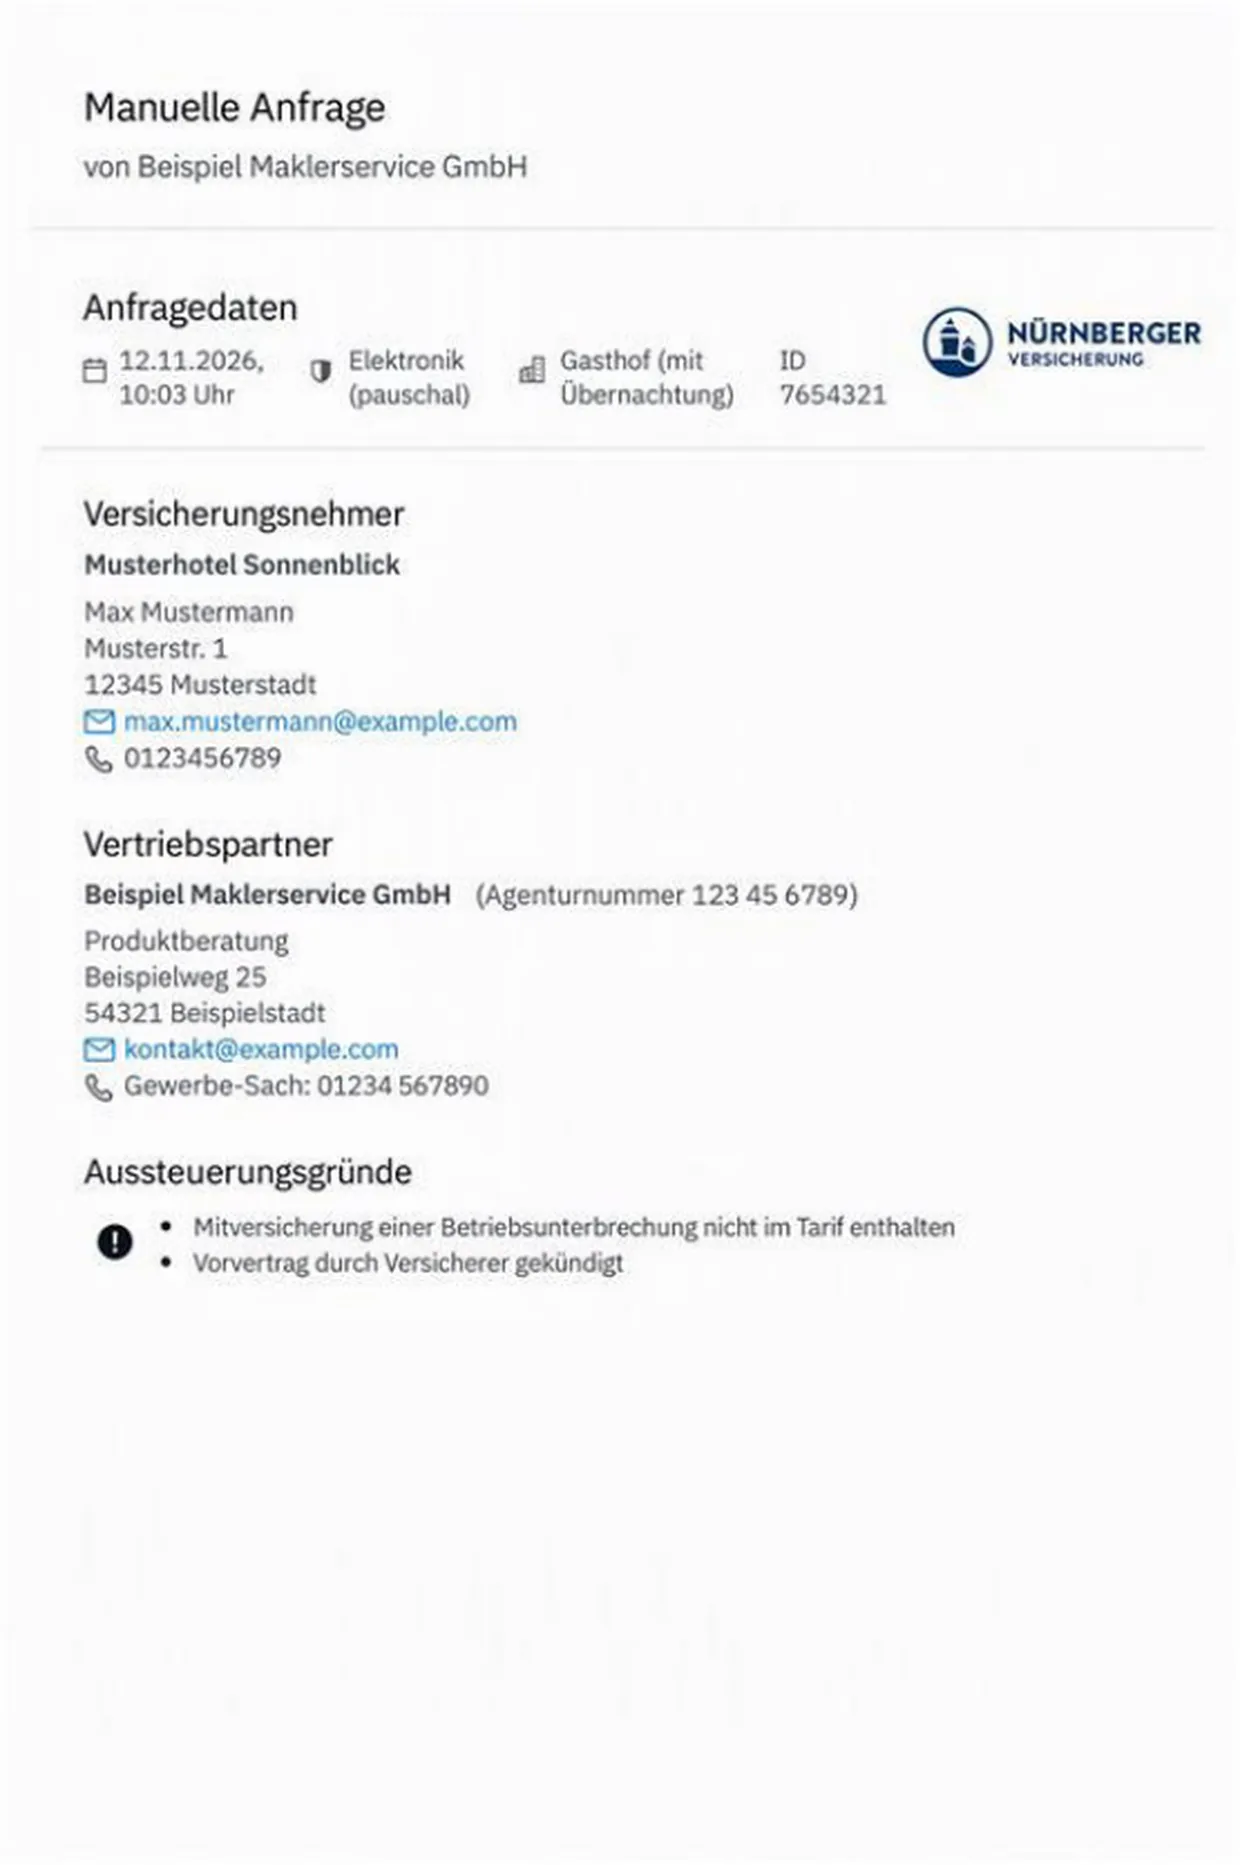 Manuelle Anfrage
von Beispiel Maklerservice GmbH
Anfragedaten
12.11.2026, 10:03 Uhr
Elektronik (pauschal)
Gasthof (mit Übernachtung)
ID 7654321
NÜRNBERGER
VERSICHERUNG
Versicherungsnehmer
Musterhotel Sonnenblick
Max Mustermann
Musterstr. 1
12345 Musterstadt
max.mustermann@example.com
0123456789
Vertriebspartner
Beispiel Maklerservice GmbH (Agenturnummer 123 45 6789)
Produktberatung
Beispielweg 25
54321 Beispielstadt
kontakt@example.com
Gewerbe-Sach: 01234 567890
Aussteuerungsgründe
• Mitversicherung einer Betriebsunterbrechung nicht im Tarif enthalten
• Vorvertrag durch Versicherer gekündigt